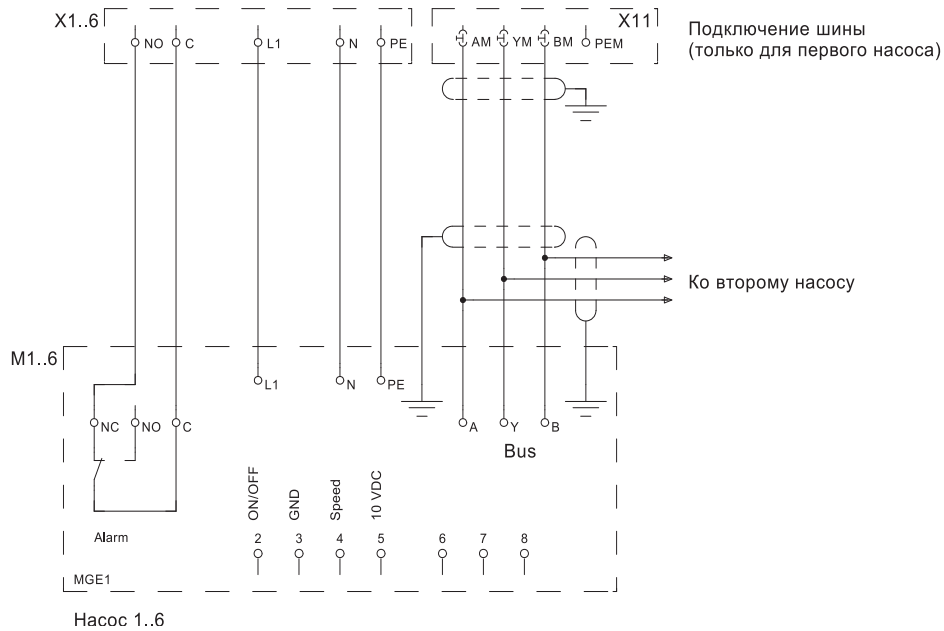 X1..6
NO
C
L1
N
PE
X11
AM
YM
BM
PEM
Подключение шины
(только для первого насоса)
Ко второму насосу
M1..6
L1
N
PE
NC
NO
C
A
Y
B
Bus
ON/OFF
GND
Speed
10 VDC
Alarm
2
3
4
5
6
7
8
MGE1
Насос 1..6